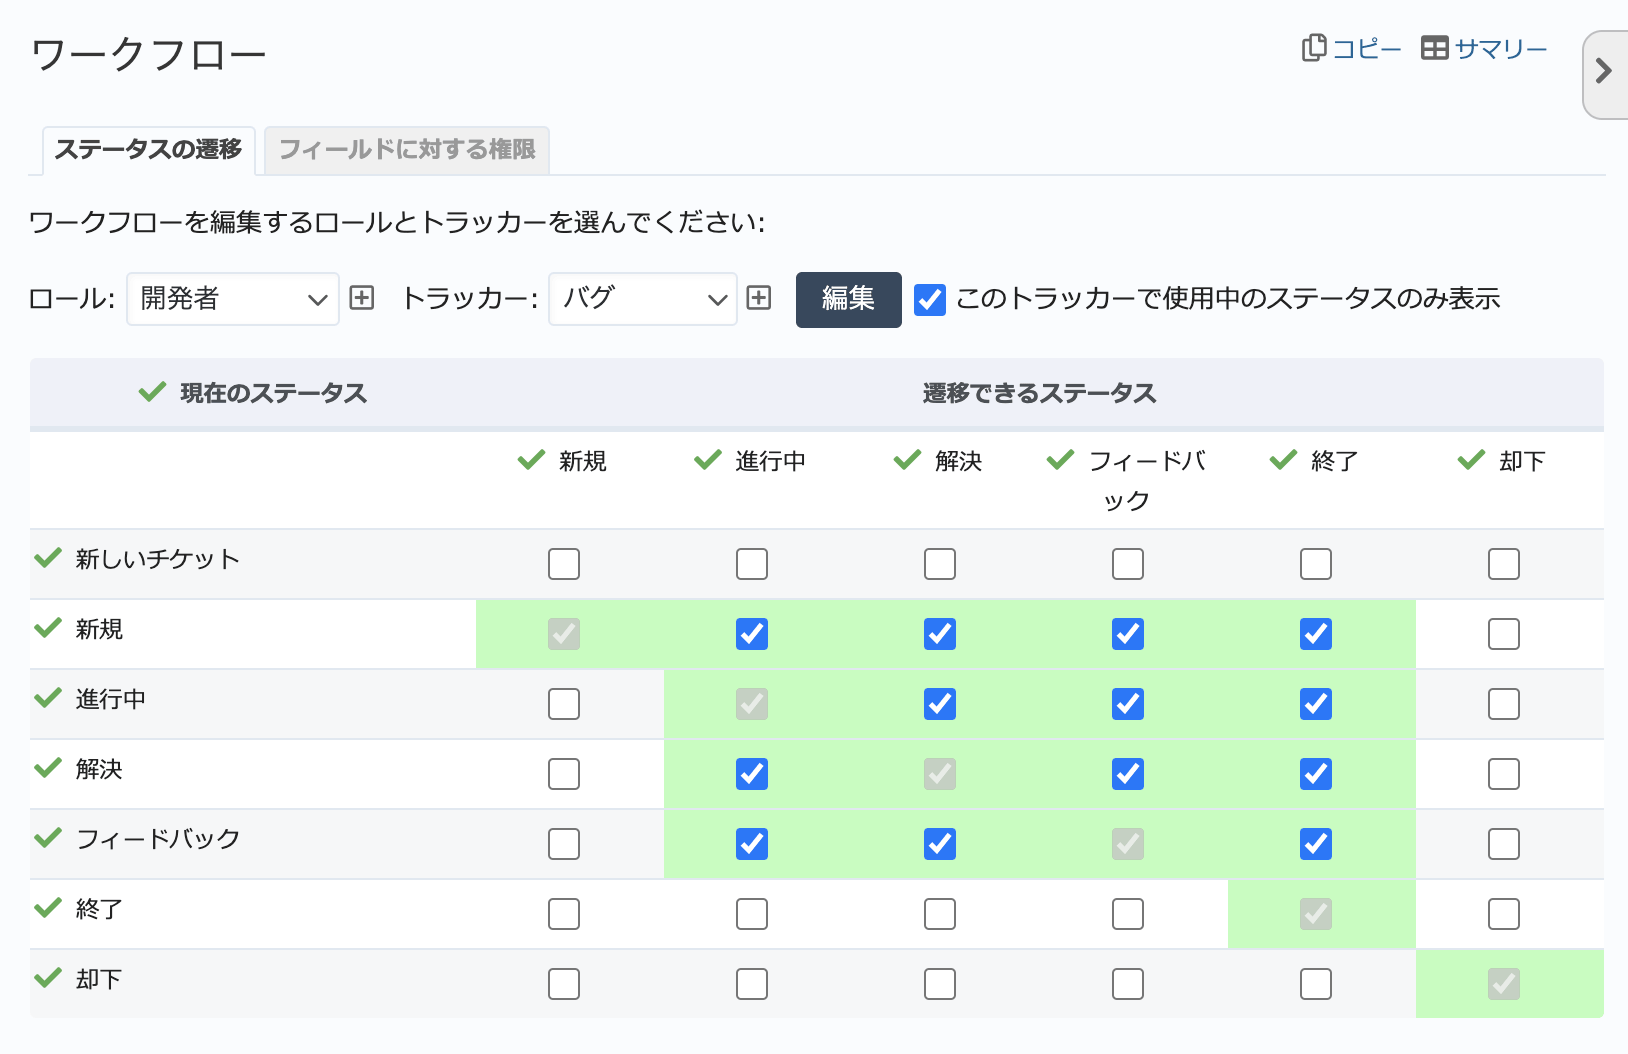 ワークフロー
コピー サマリー
ステータスの遷移 フィールドに対する権限
ワークフローを編集するロールとトラッカーを選んでください:
ロール: 開発者 トラッカー: バグ 編集 このトラッカーで使用中のステータスのみ表示
現在のステータス 遷移できるステータス
新規 進行中 解決 フィードバ 終了 却下
ック
新しいチケット
新規
進行中
解決
フィードバック
終了
却下